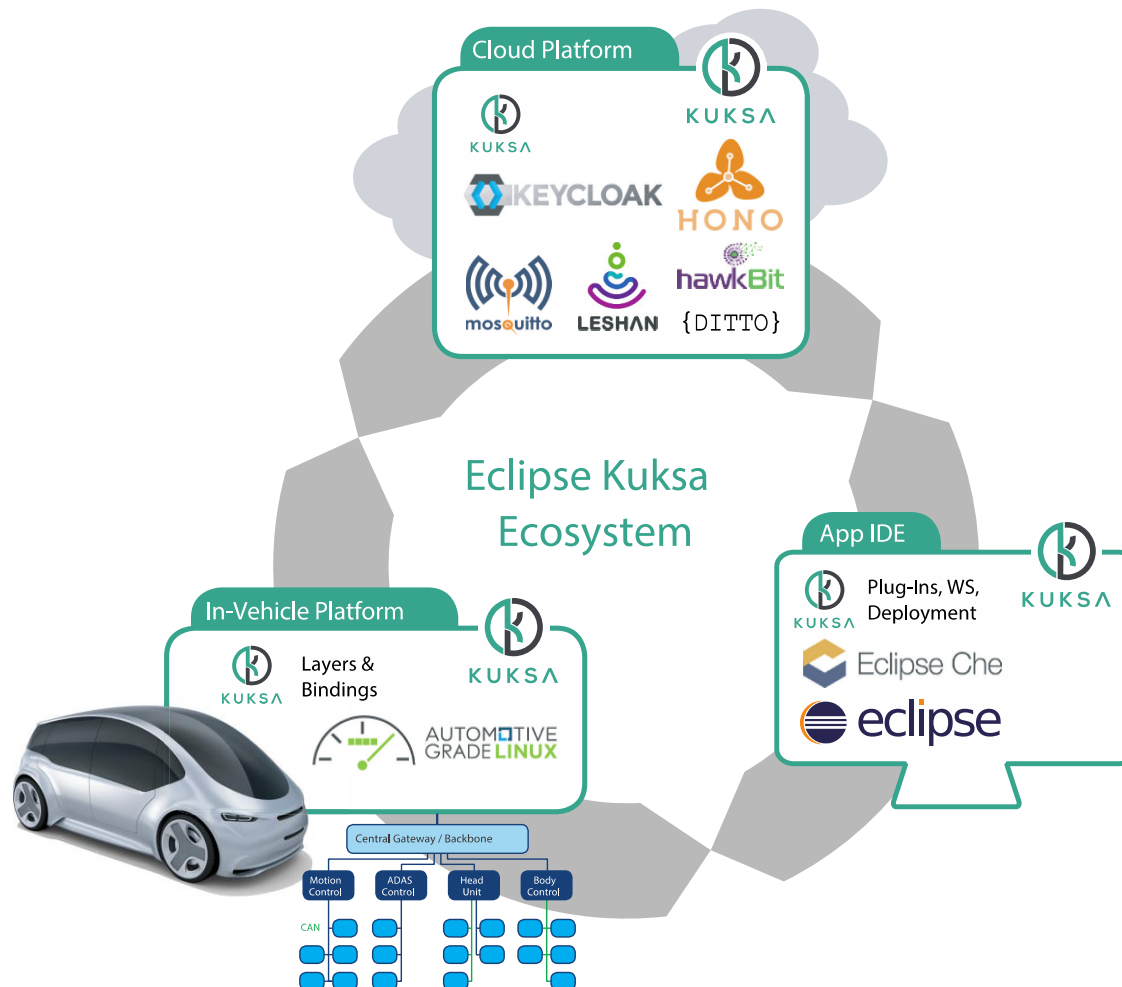 Cloud Platform
KUKSA
KUKSA
KEYCLOAK
HONO
mosquitto
LESHAN
hawkBit
{DITTO}
Eclipse Kuksa
Ecosystem
App IDE
KUKSA
KUKSA
Plug-Ins, WS,
Deployment
Eclipse Che
eclipse
In-Vehicle Platform
KUKSA
KUKSA
Layers &
Bindings
AUTOMOTIVE
GRADE LINUX
Central Gateway / Backbone
Motion
Control
ADAS
Control
Head
Unit
Body
Control
CAN